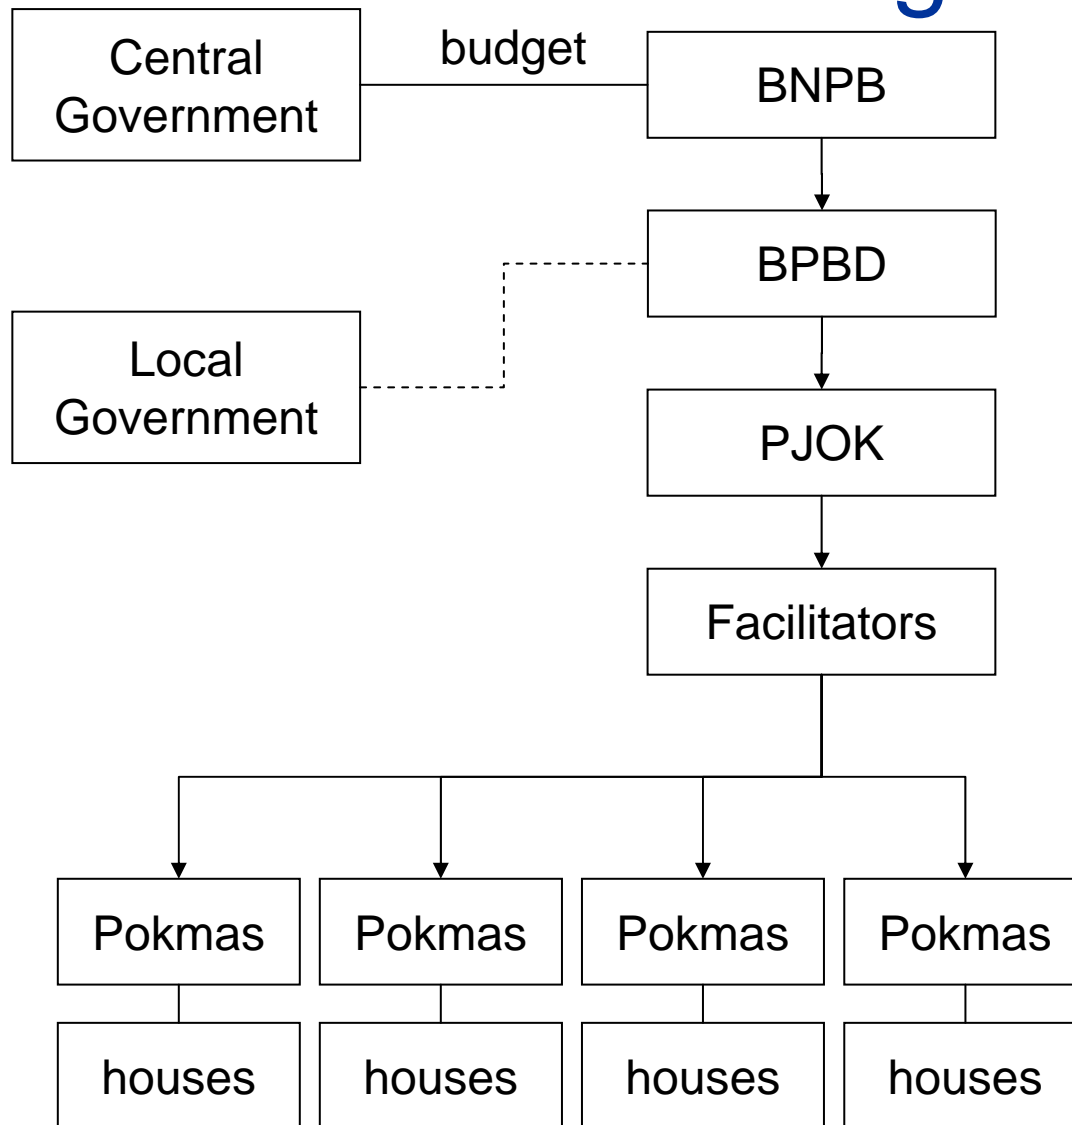 Central
Government
budget
BNPB
BPBD
Local
Government
PJOK
Facilitators
Pokmas
Pokmas
Pokmas
Pokmas
houses
houses
houses
houses